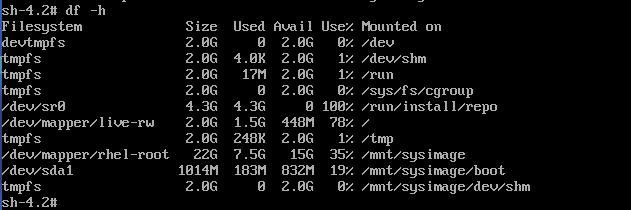 sh-4.2# df -h
Filesystem             Size  Used Avail Use% Mounted on
devtmpfs               2.0G     0  2.0G   0% /dev
tmpfs                  2.0G  4.0K  2.0G   1% /dev/shm
tmpfs                  2.0G   17M  2.0G   1% /run
tmpfs                  2.0G     0  2.0G   0% /sys/fs/cgroup
/dev/sr0               4.3G  4.3G     0 100% /run/install/repo
/dev/mapper/live-rw    2.0G  1.5G  448M  78% /
tmpfs                  2.0G  248K  2.0G   1% /tmp
/dev/mapper/rhel-root   22G  7.5G   15G  35% /mnt/sysimage
/dev/sda1             1014M  183M  832M  19% /mnt/sysimage/boot
tmpfs                  2.0G     0  2.0G   0% /mnt/sysimage/dev/shm
sh-4.2#